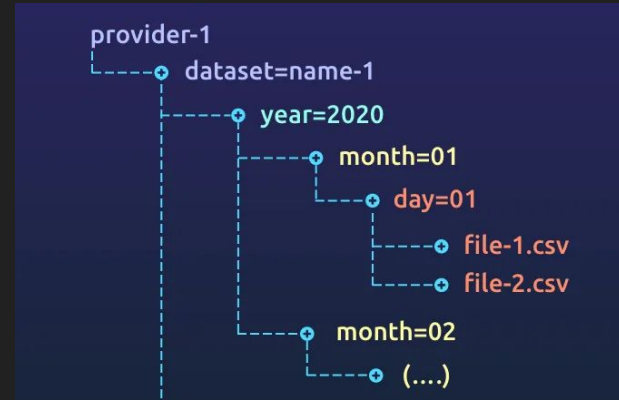 provider-1
dataset=name-1
year=2020
month=01
day=01
file-1.csv
file-2.csv
month=02
(....)